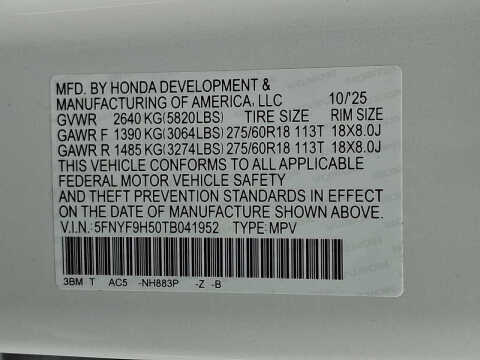 MFD. BY HONDA DEVELOPMENT &
MANUFACTURING OF AMERICA, LLC 10/'25
GVWR 2640 KG(5820LBS) TIRE SIZE RIM SIZE
GAWR F 1390 KG(3064LBS) 275/60R18 113T 18X8.0J
GAWR R 1485 KG(3274LBS) 275/60R18 113T 18X8.0J
THIS VEHICLE CONFORMS TO ALL APPLICABLE
FEDERAL MOTOR VEHICLE SAFETY
AND THEFT PREVENTION STANDARDS IN EFFECT
ON THE DATE OF MANUFACTURE SHOWN ABOVE.
V.I.N.:5FNYF9H50TB041952 TYPE:MPV
3BM T AC5 -NH883P -Z -B